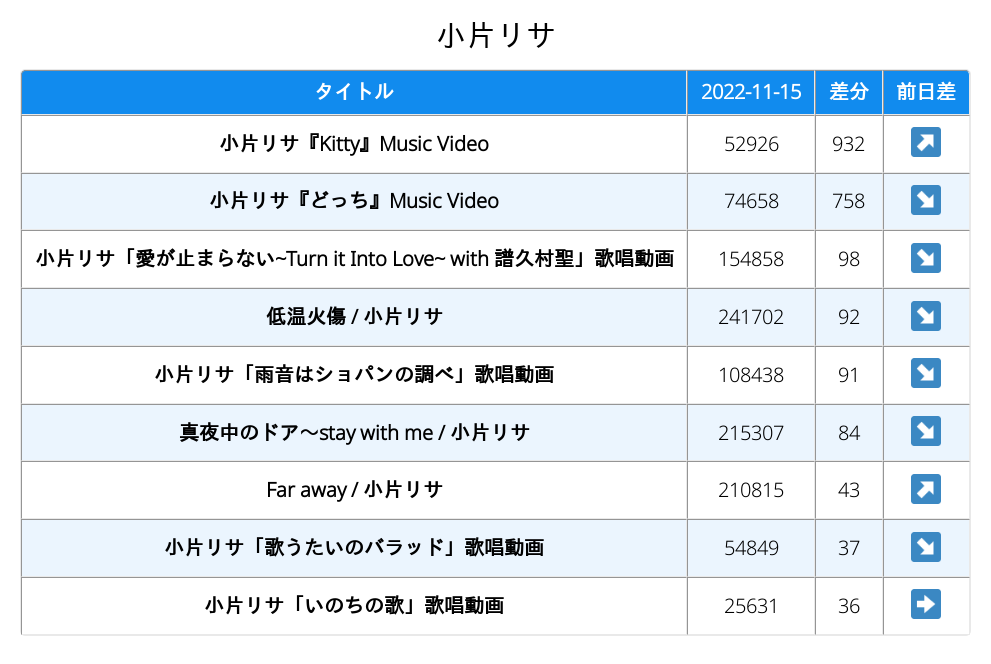 小片リサ
タイトル 2022-11-15 差分 前日差
小片リサ『Kitty』Music Video 52926 932 ↗
小片リサ『どっち』Music Video 74658 758 ↘
小片リサ「愛が止まらない~Turn it Into Love~ with 譜久村聖」歌唱動画 154858 98 ↘
低温火傷 / 小片リサ 241702 92 ↘
小片リサ「雨音はショパンの調べ」歌唱動画 108438 91 ↘
真夜中のドア〜stay with me / 小片リサ 215307 84 ↘
Far away / 小片リサ 210815 43 ↗
小片リサ「歌うたいのバラッド」歌唱動画 54849 37 ↘
小片リサ「いのちの歌」歌唱動画 25631 36 ➡